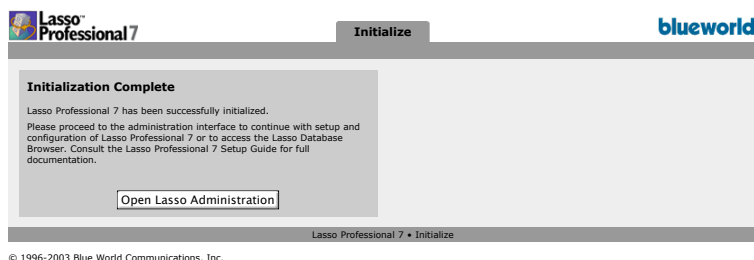 Lasso™
Professional 7
Initialize
blueworld
Initialization Complete
Lasso Professional 7 has been successfully initialized.
Please proceed to the administration interface to continue with setup and
configuration of Lasso Professional 7 or to access the Lasso Database
Browser. Consult the Lasso Professional 7 Setup Guide for full
documentation.
Open Lasso Administration
Lasso Professional 7 • Initialize
© 1996-2003 Blue World Communications, Inc.